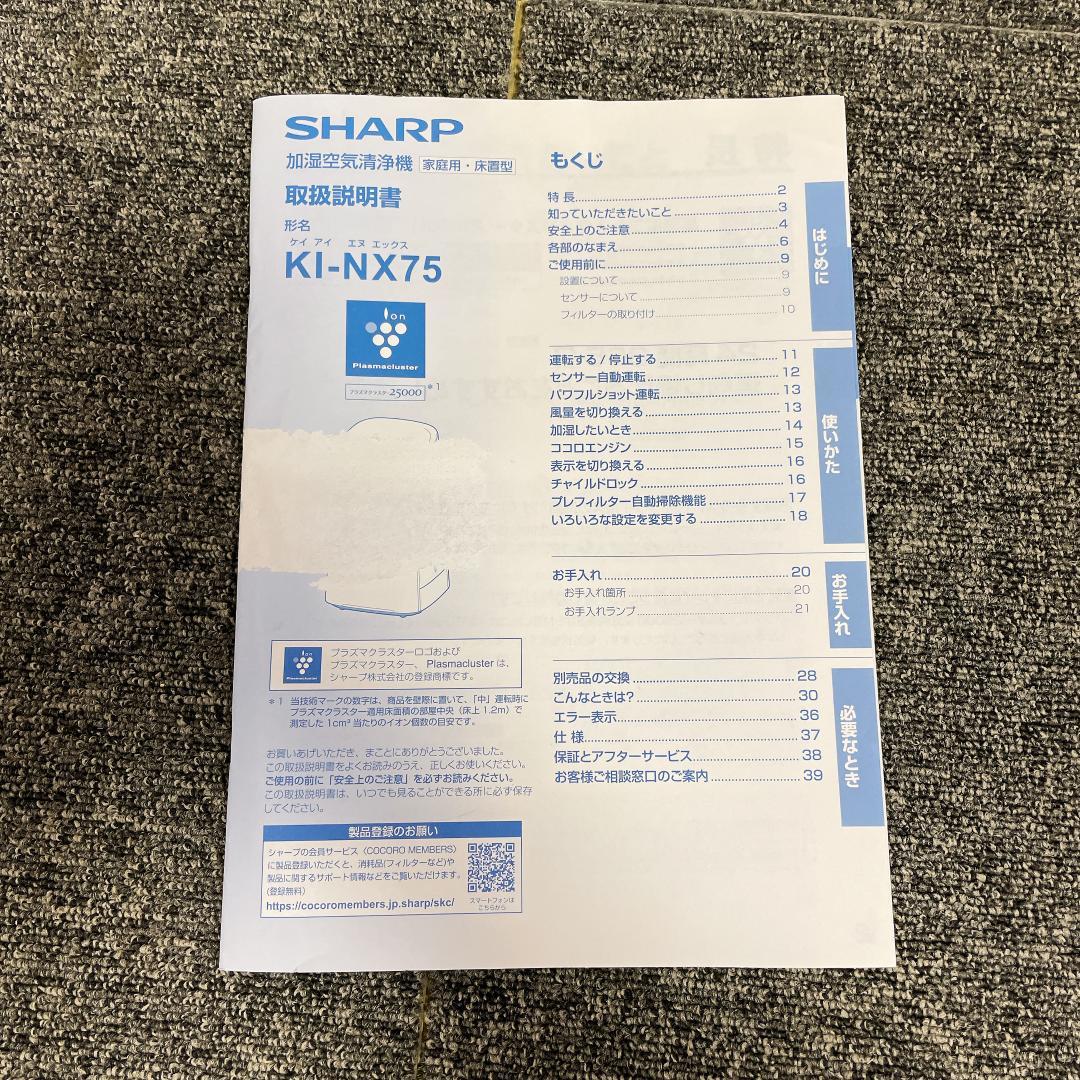 SHARP
加湿空気清浄機 家庭用・床置型
取扱説明書
形名
ケイ アイ エヌ エックス
KI-NX75
ion
Plasmacluster
プラズマクラスター25000 ＊1
ion
Plasmacluster
プラズマクラスターロゴおよび
プラズマクラスター、Plasmacluster は、
シャープ株式会社の登録商標です。
＊1 当技術マークの数字は、商品を壁際に置いて、「中」運転時に
プラズマクラスター適用床面積の部屋中央（床上 1.2m）で
測定した 1cm³ 当たりのイオン個数の目安です。
お買いあげいただき、まことにありがとうございました。
この取扱説明書をよくお読みのうえ、正しくお使いください。
ご使用の前に「安全上のご注意」を必ずお読みください。
この取扱説明書は、いつでも見ることができる所に必ず保存
してください。
製品登録のお願い
シャープの会員サービス〈COCORO MEMBERS〉
に製品登録いただくと、消耗品(フィルターなど)や
製品に関するサポート情報などをご覧いただけます。
(登録無料)
https://cocoromembers.jp.sharp/skc/
スマートフォンは
こちらから
もくじ
特長 2
知っていただきたいこと 3
安全上のご注意 4
各部のなまえ 6
ご使用前に 9
設置について 9
センサーについて 9
フィルターの取り付け 10
はじめに
運転する / 停止する 11
センサー自動運転 12
パワフルショット運転 13
風量を切り換える 13
加湿したいとき 14
ココロエンジン 15
表示を切り換える 16
チャイルドロック 16
プレフィルター自動掃除機能 17
いろいろな設定を変更する 18
使いかた
お手入れ 20
お手入れ箇所 20
お手入れランプ 21
お手入れ
別売品の交換 28
こんなときは? 30
エラー表示 36
仕様 37
保証とアフターサービス 38
お客様ご相談窓口のご案内 39
必要なとき